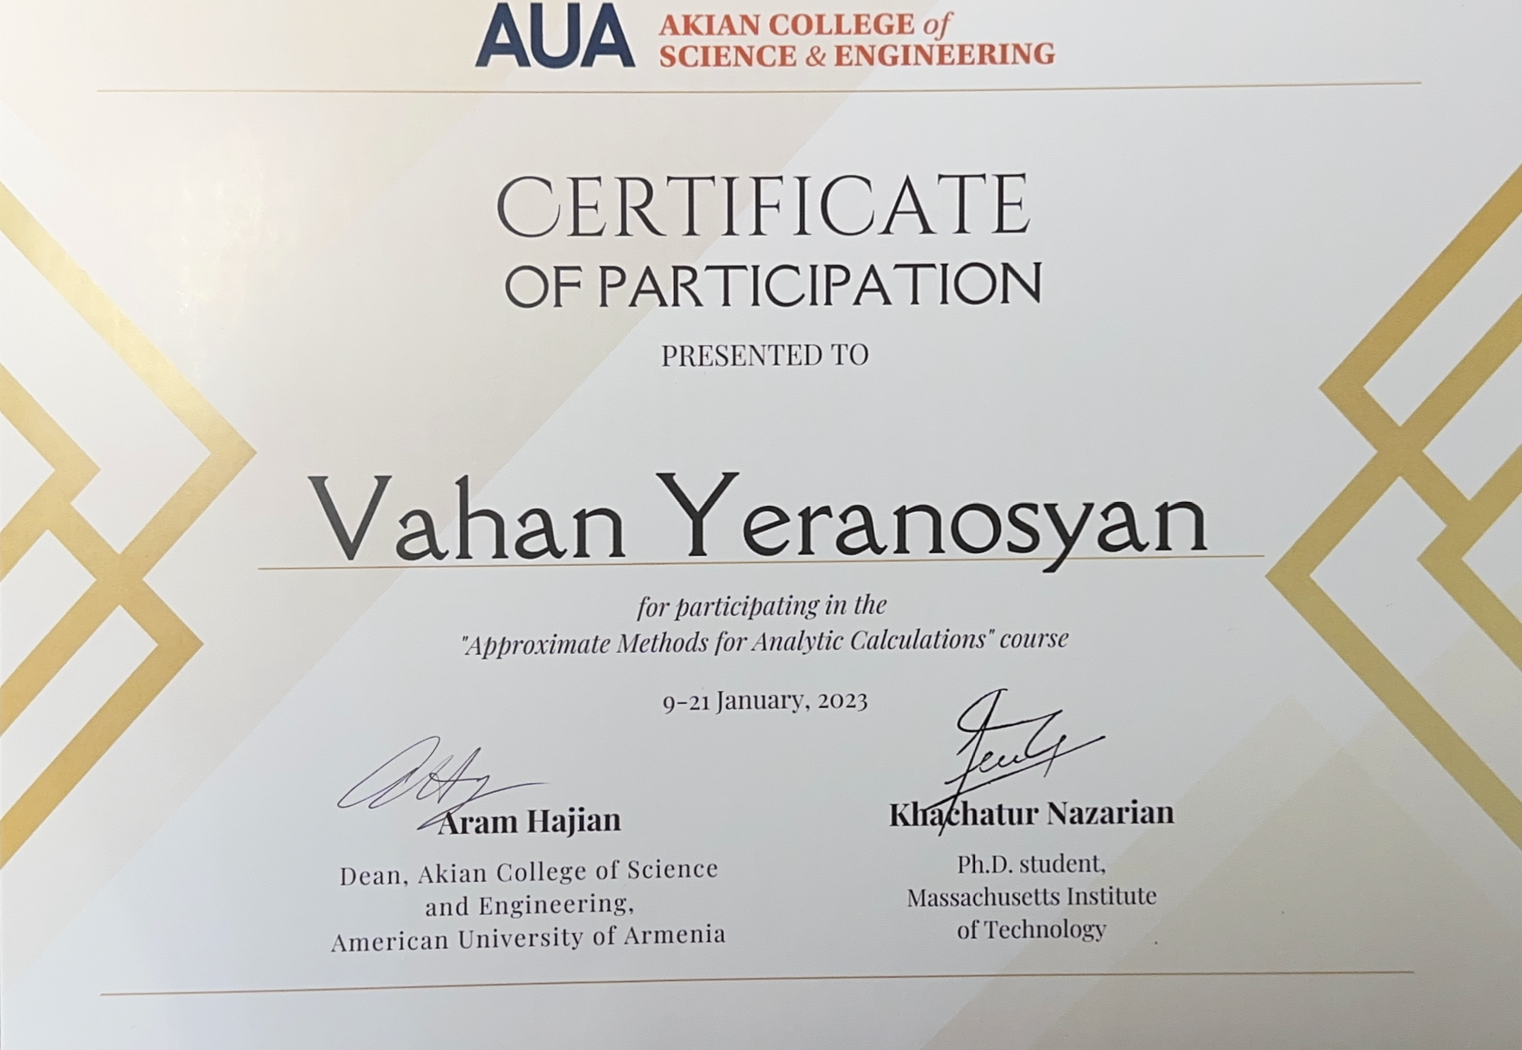 AUA
AKIAN COLLEGE of
SCIENCE & ENGINEERING
CERTIFICATE
OF PARTICIPATION
PRESENTED TO
Vahan Yeranosyan
for participating in the
"Approximate Methods for Analytic Calculations" course
9-21 January, 2023
Aram Hajian
Dean, Akian College of Science
and Engineering,
American University of Armenia
Khachatur Nazarian
Ph.D. student,
Massachusetts Institute
of Technology